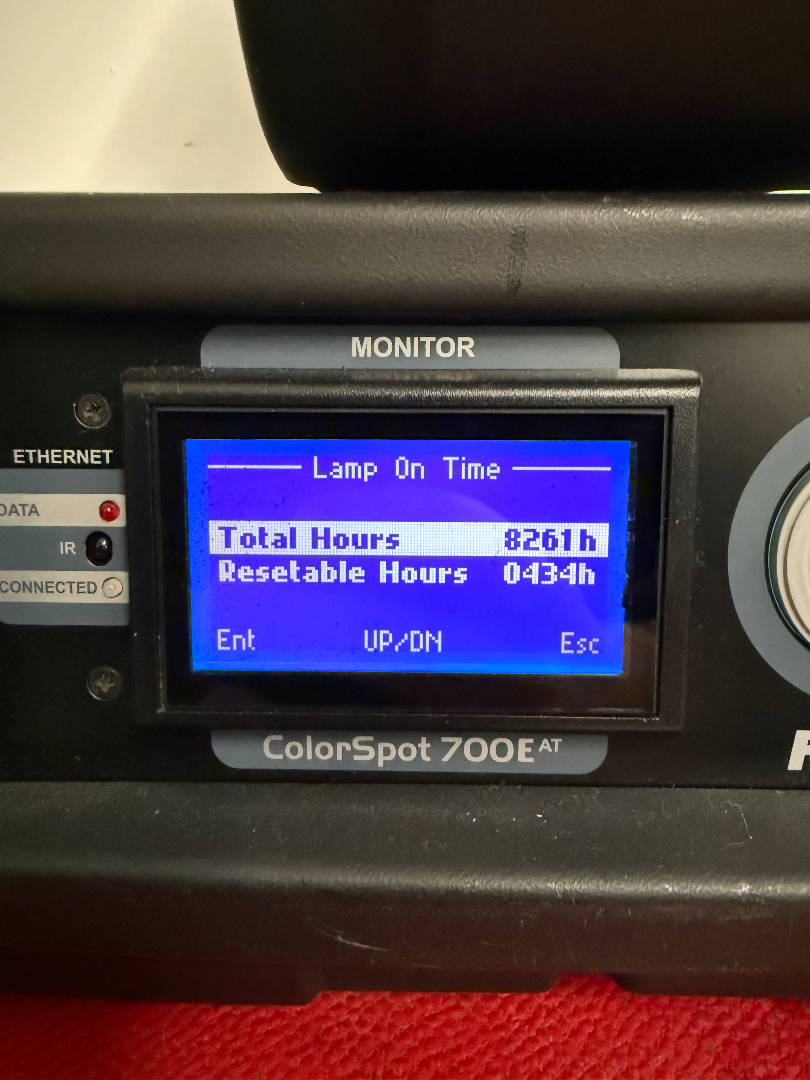 MONITOR
ETHERNET
DATA
IR
CONNECTED
Lamp On Time
Total Hours 8261h
Resetable Hours 0434h
Ent UP/DN Esc
ColorSpot 700E AT